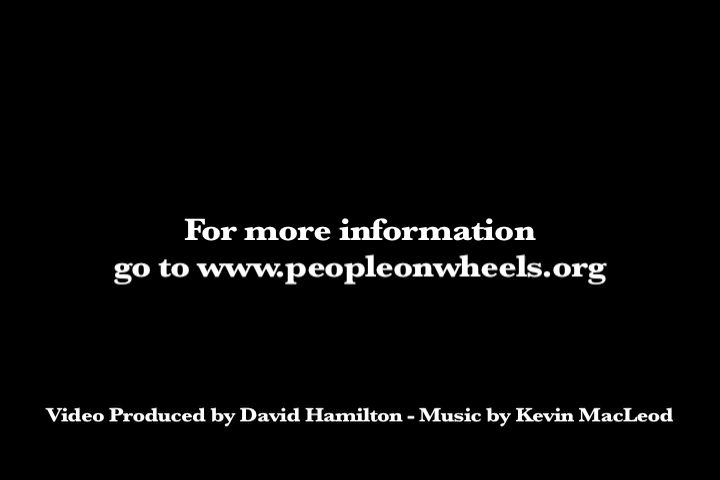 For more information
go to www.peopleonwheels.org
Video Produced by David Hamilton - Music by Kevin MacLeod